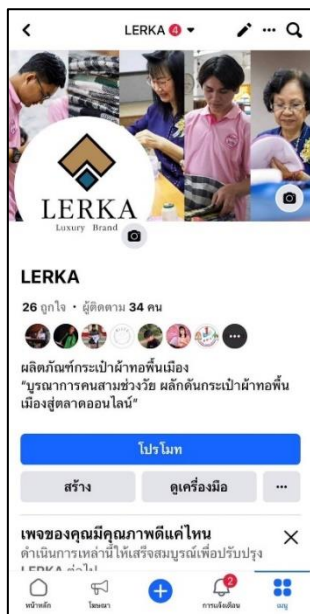 LERKA 4
LERKA
Luxury Brand
LERKA
26 ถูกใจ • ผู้ติดตาม 34 คน
ผลิตภัณฑ์กระเป๋าผ้าทอพื้นเมือง
“บูรณาการคนสามช่วงวัย ผลักดันกระเป๋าผ้าทอพื้น
เมืองสู่ตลาดออนไลน์”
โปรโมท
สร้าง ดูเครื่องมือ
เพจของคุณมีคุณภาพดีแค่ไหน
ดำเนินการเหล่านี้ให้เสร็จสมบูรณ์เพื่อปรับปรุง
LERKA ต่อไป
2
หน้าหลัก โฆษณา การแจ้งเตือน เมนู